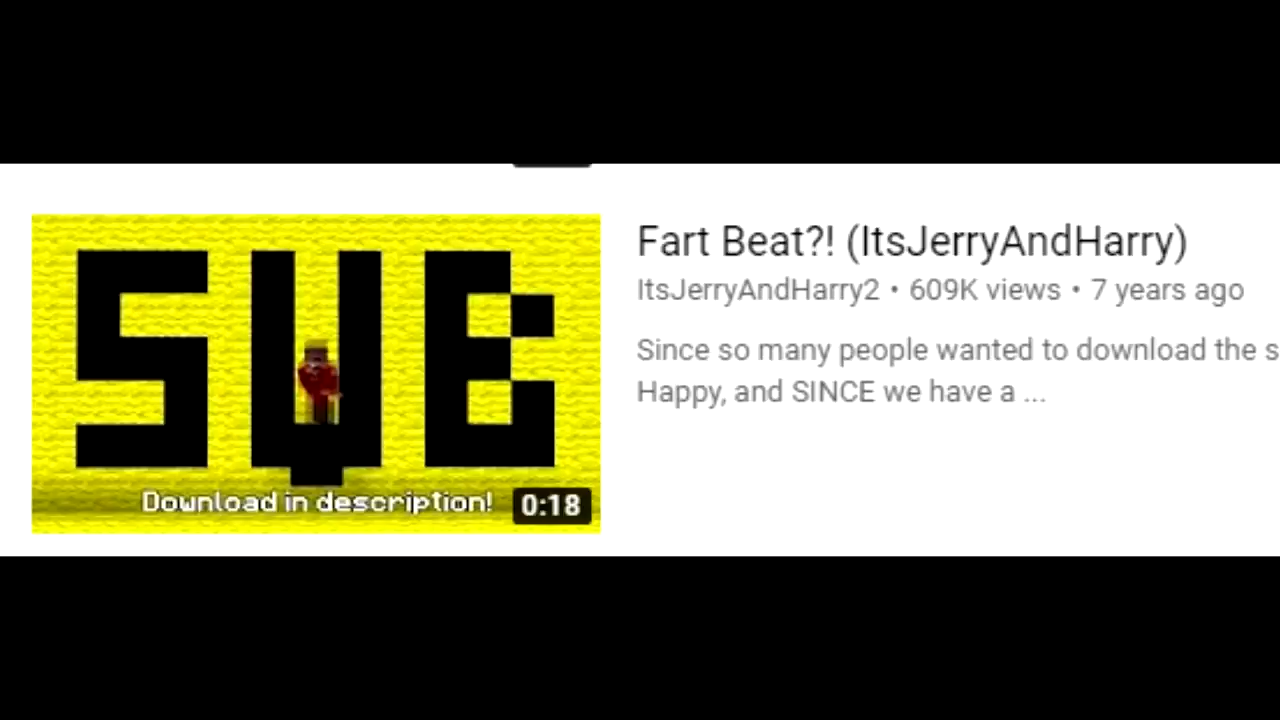 SUB
Download in description!
0:18
Fart Beat?! (ItsJerryAndHarry)
ItsJerryAndHarry2 • 609K views • 7 years ago
Since so many people wanted to download the s
Happy, and SINCE we have a ...